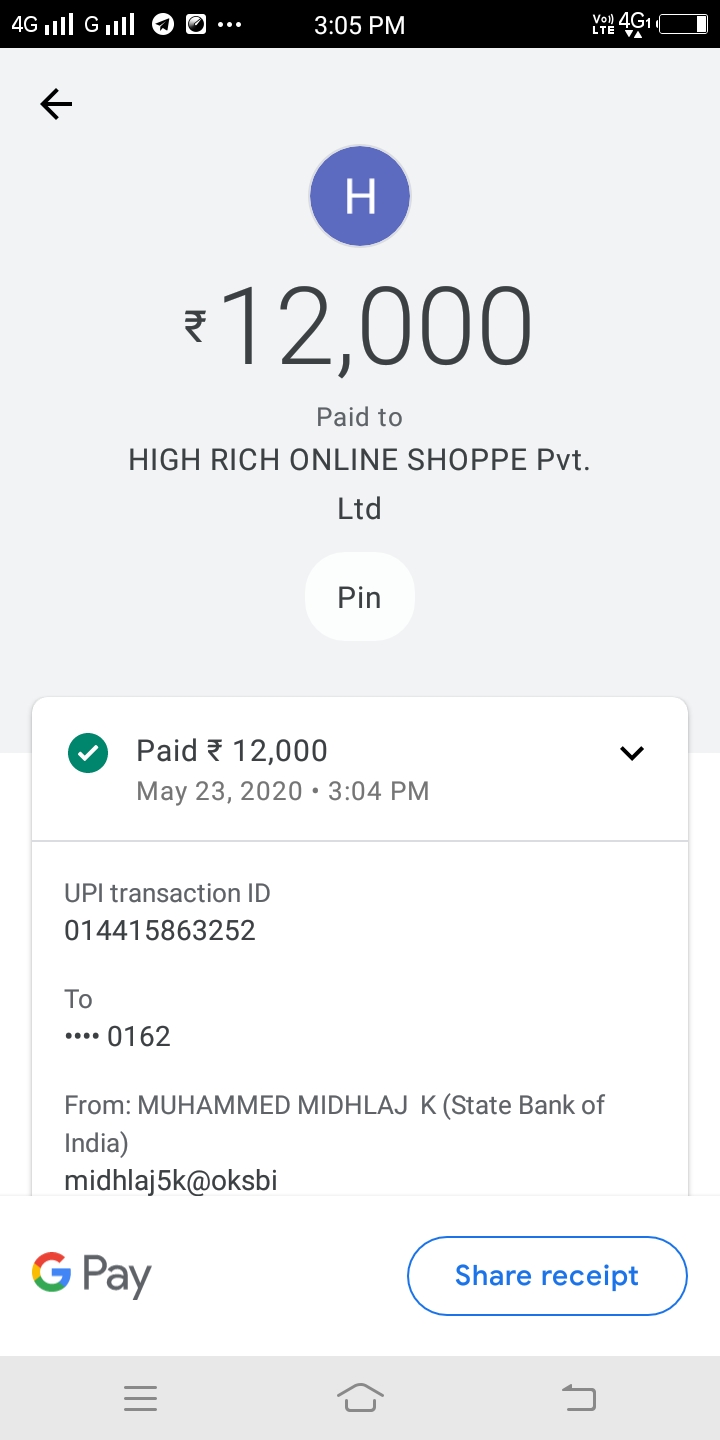 4G G ••• 3:05 PM Vo)) LTE 4G1
H
₹12,000
Paid to
HIGH RICH ONLINE SHOPPE Pvt.
Ltd
Pin
Paid ₹ 12,000
May 23, 2020 • 3:04 PM
UPI transaction ID
014415863252
To
•••• 0162
From: MUHAMMED MIDHLAJ  K (State Bank of
India)
midhlaj5k@oksbi
G Pay
Share receipt